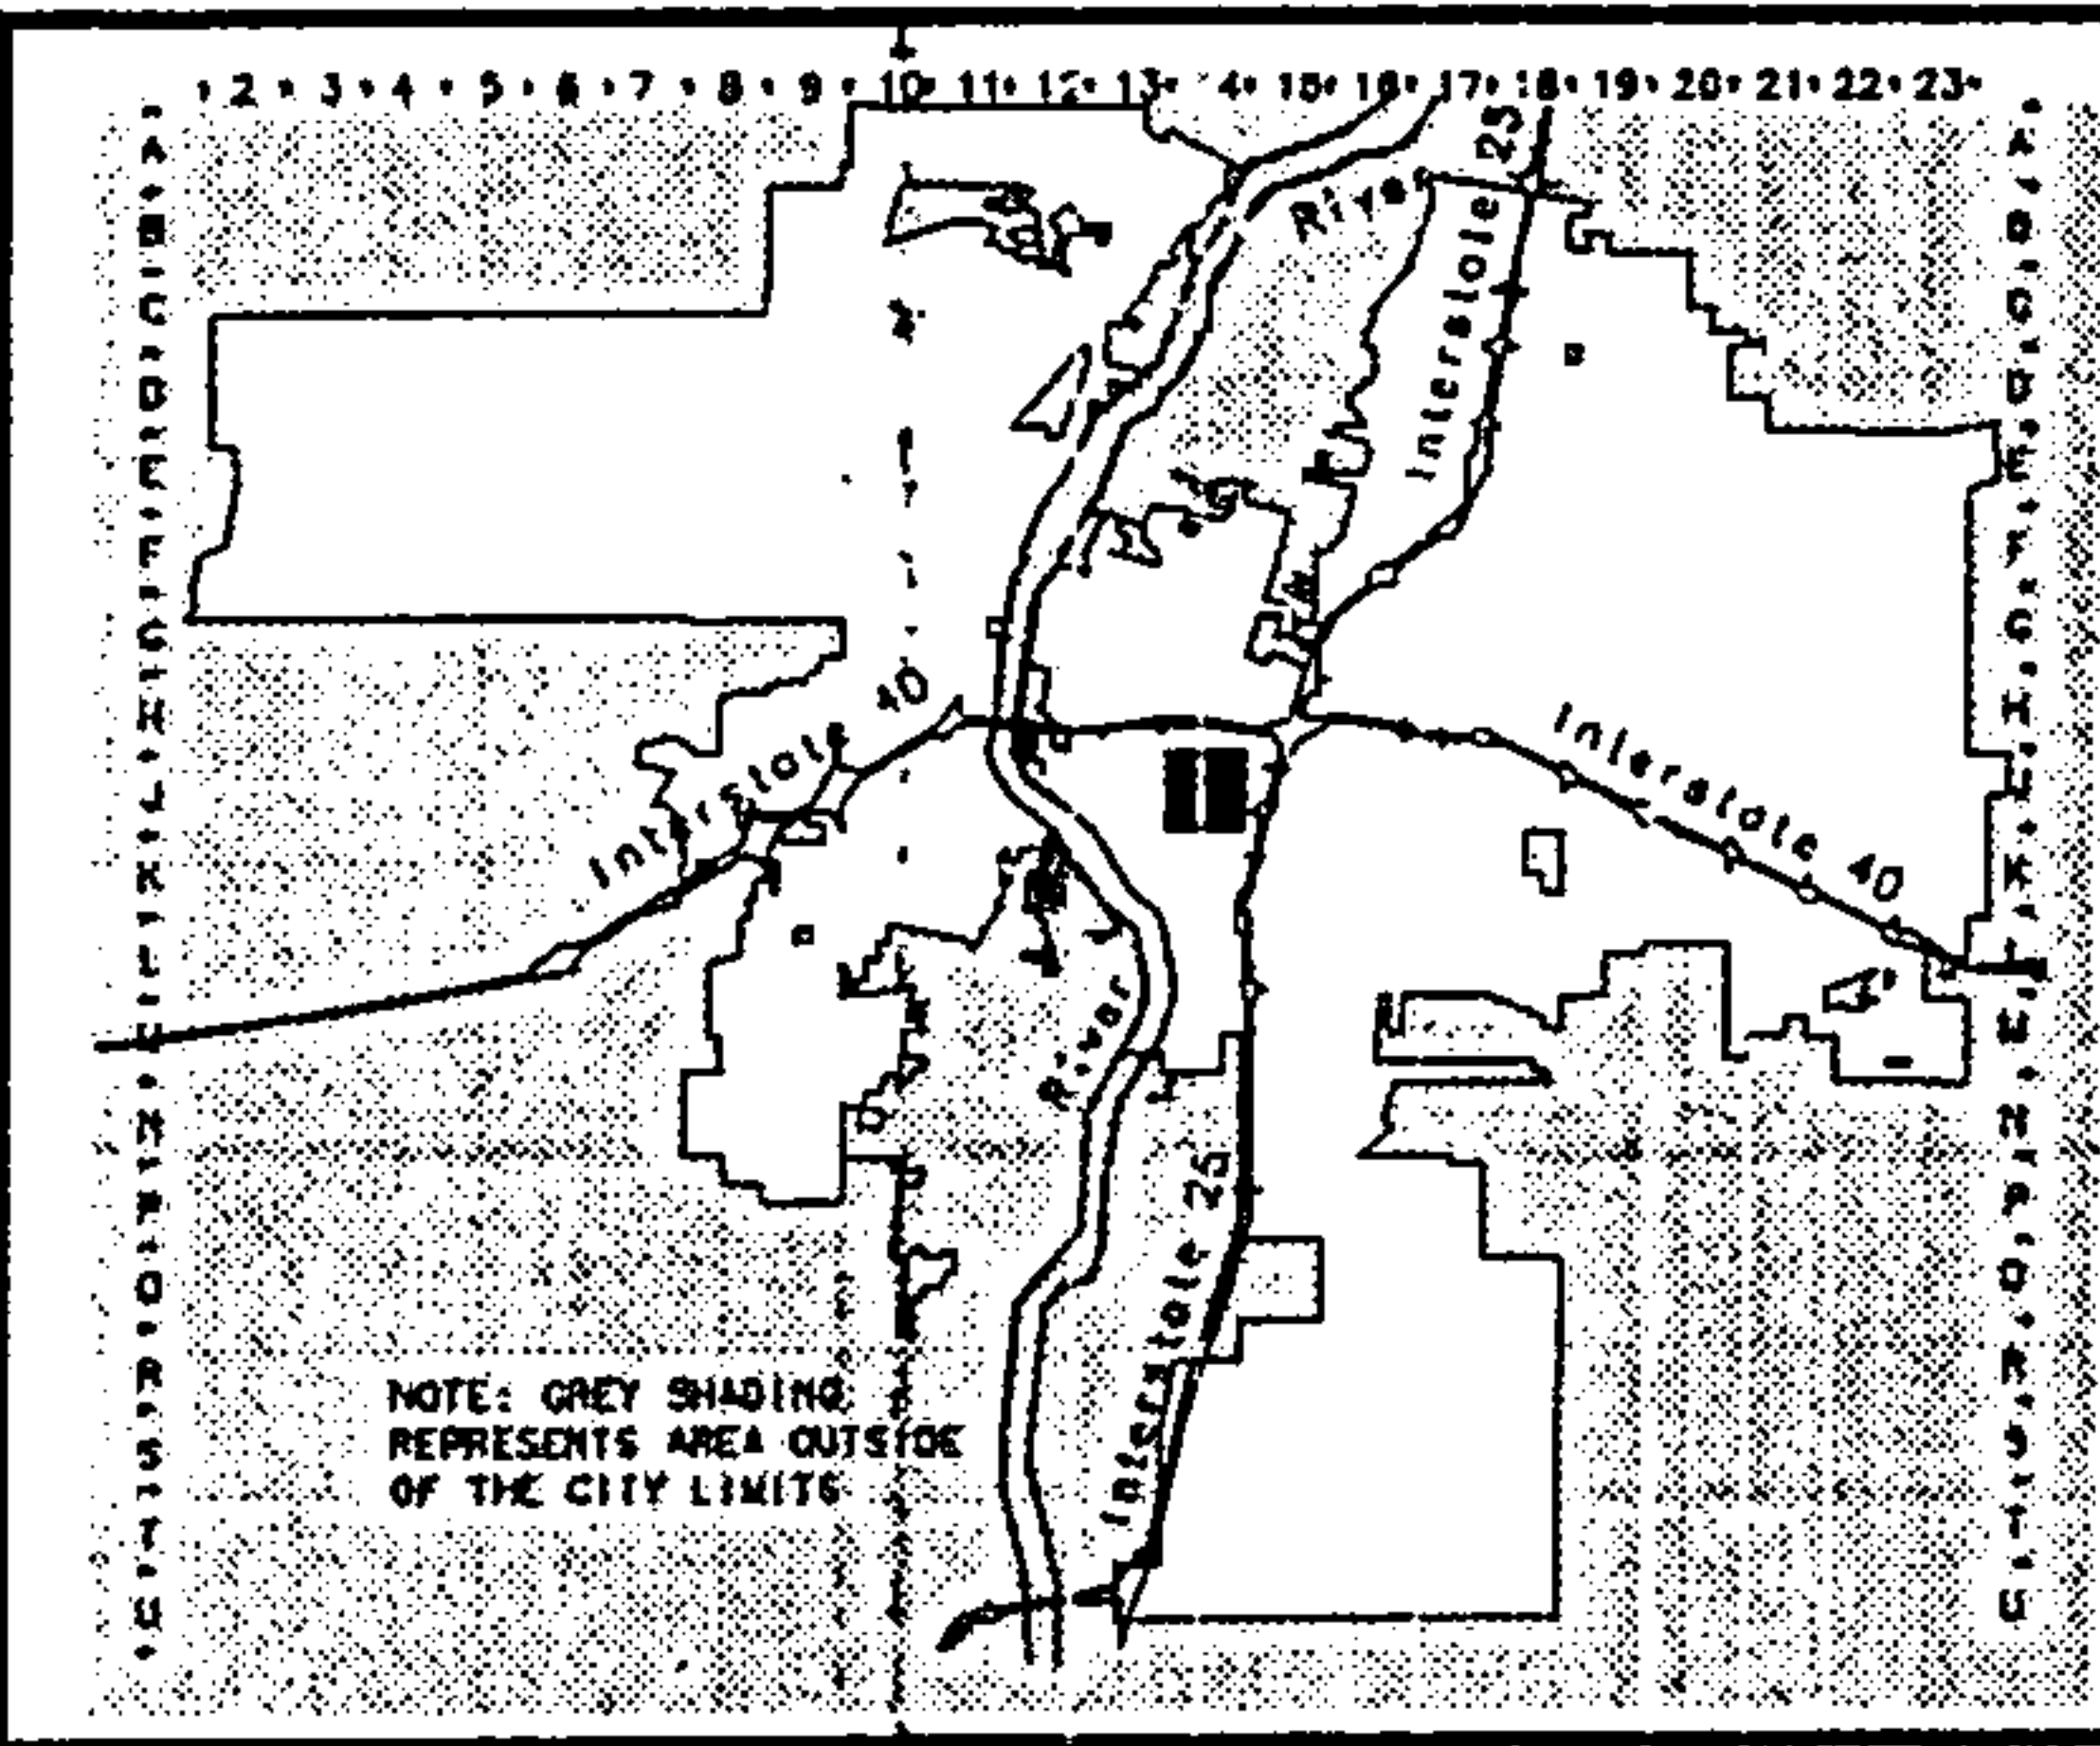 2 3 4 5 6 7 8 9 10 11 12 13 14 15 16 17 18 19 20 21 22 23
A
B
C
D
E
F
G
H
J
K
L
M
N
P
Q
R
S
T
U
A
B
C
D
E
F
G
H
J
K
L
M
N
P
Q
R
S
T
U
River
Interstate 25
Interstate 40
Interstate 40
River
Interstate 25
NOTE: GREY SHADING
REPRESENTS AREA OUTSIDE
OF THE CITY LIMITS